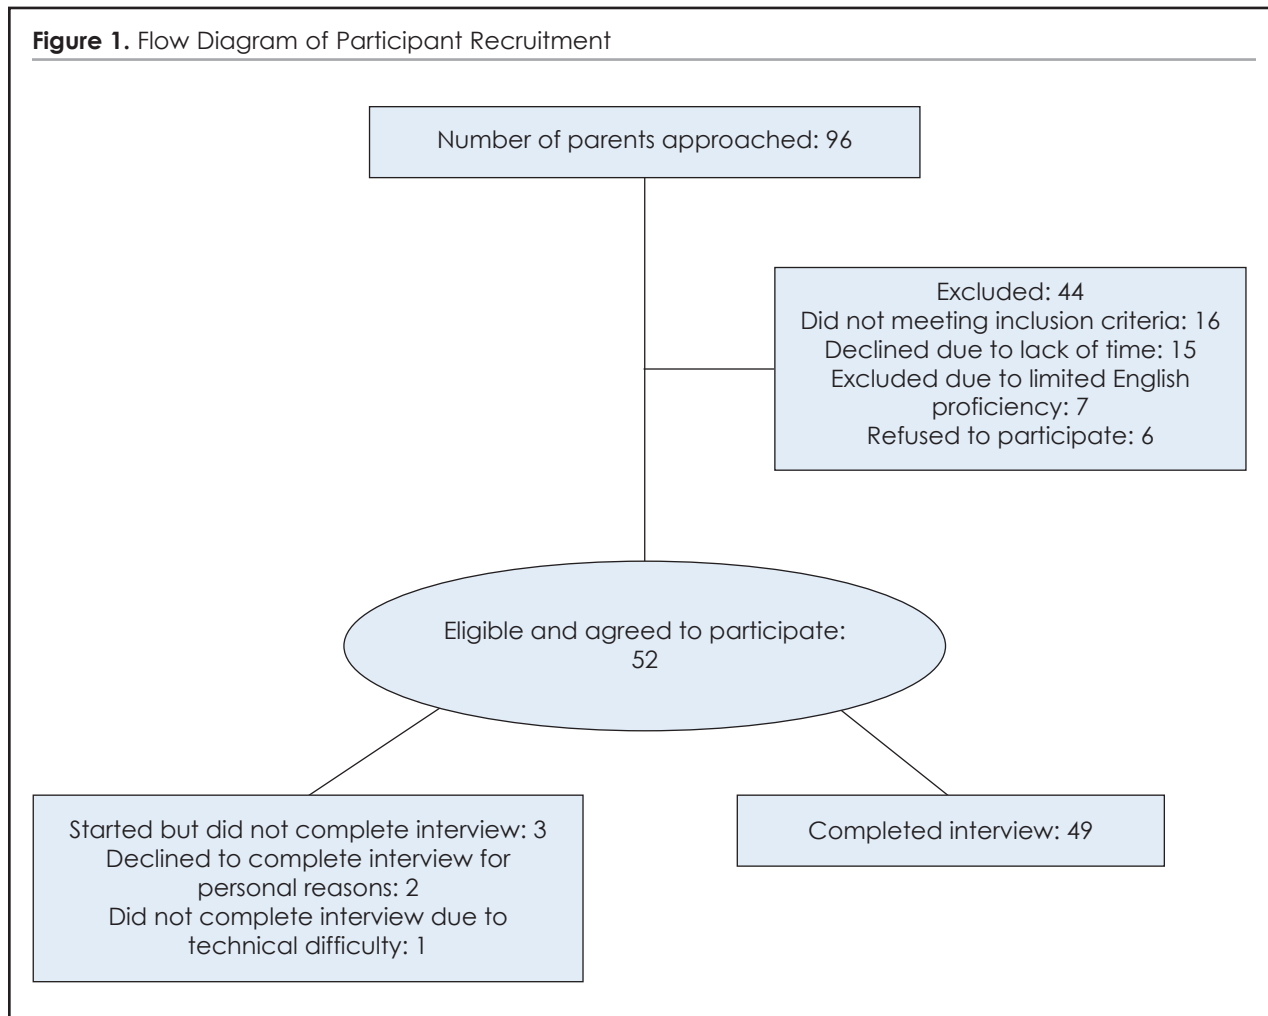 Figure 1. Flow Diagram of Participant Recruitment
Number of parents approached: 96
Excluded: 44
Did not meeting inclusion criteria: 16
Declined due to lack of time: 15
Excluded due to limited English
proficiency: 7
Refused to participate: 6
Eligible and agreed to participate:
52
Started but did not complete interview: 3
Declined to complete interview for
personal reasons: 2
Did not complete interview due to
technical difficulty: 1
Completed interview: 49